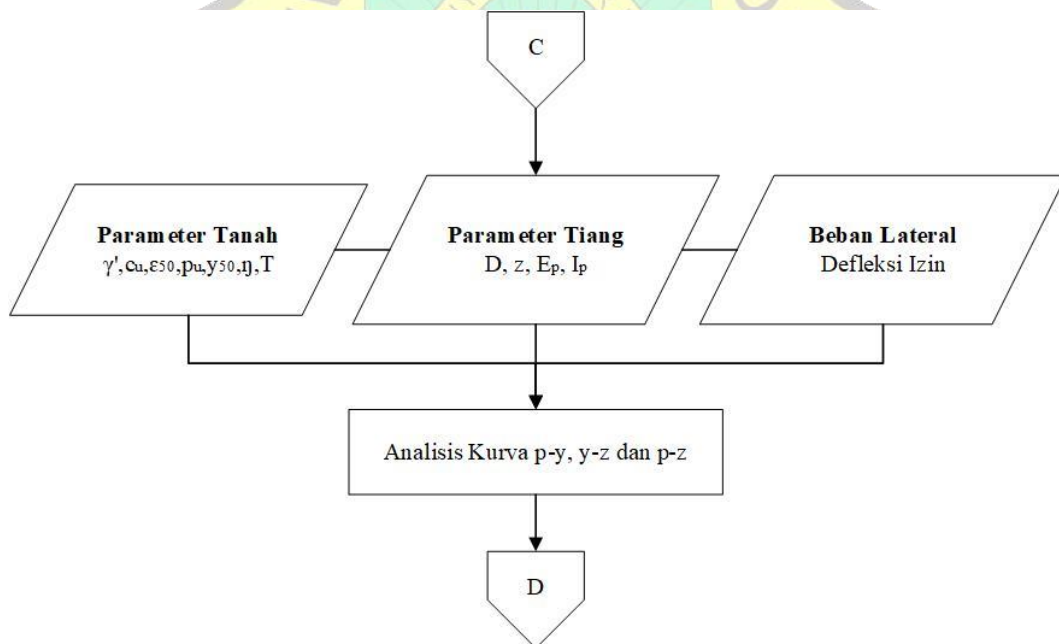 C
Parameter Tanah
γ',cu,ε50,pu,y50,ŋ,T
Parameter Tiang
D, z, Ep, Ip
Beban Lateral
Defleksi Izin
Analisis Kurva p-y, y-z dan p-z
D